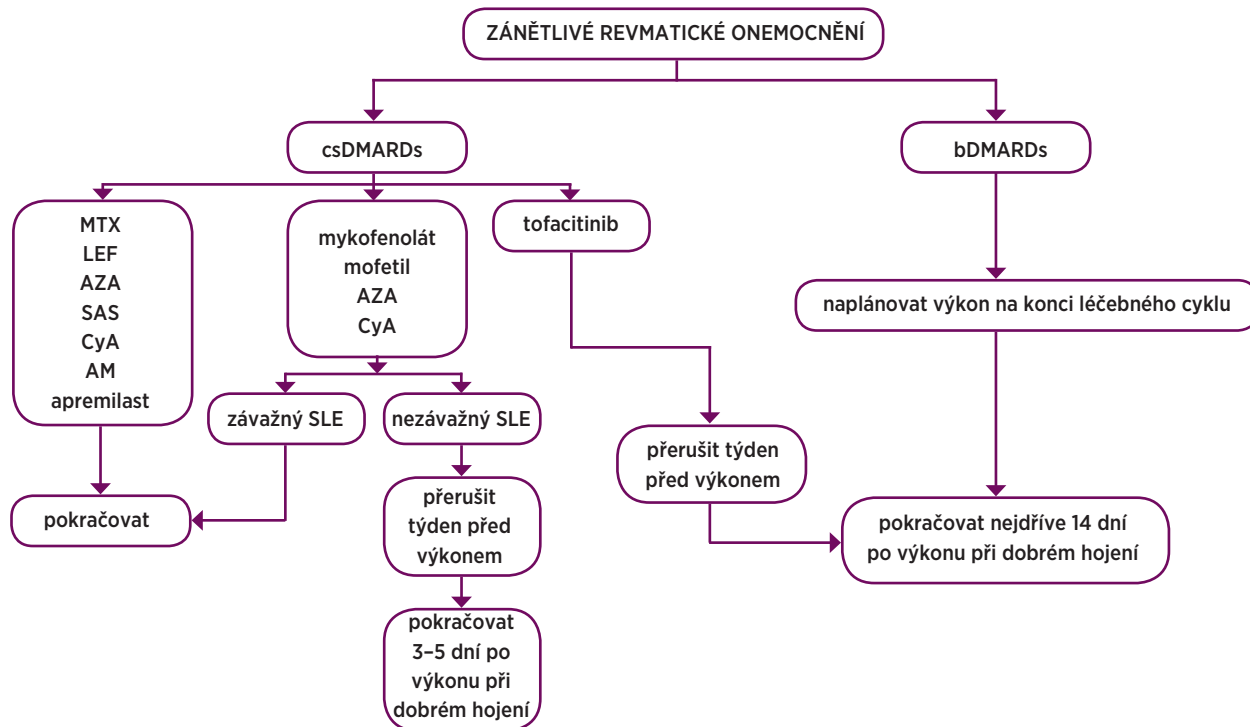 ZÁNĚTLIVÉ REVMATICKÉ ONEMOCNĚNÍ
csDMARDs
bDMARDs
MTX
LEF
AZA
SAS
CyA
AM
apremilast
mykofenolát
mofetil
AZA
CyA
tofacitinib
naplánovat výkon na konci léčebného cyklu
závažný SLE
nezávažný SLE
přerušit týden
před výkonem
pokračovat
přerušit
týden před
výkonem
pokračovat nejdříve 14 dní
po výkonu při dobrém hojení
pokračovat
3–5 dní po
výkonu při
dobrém hojení